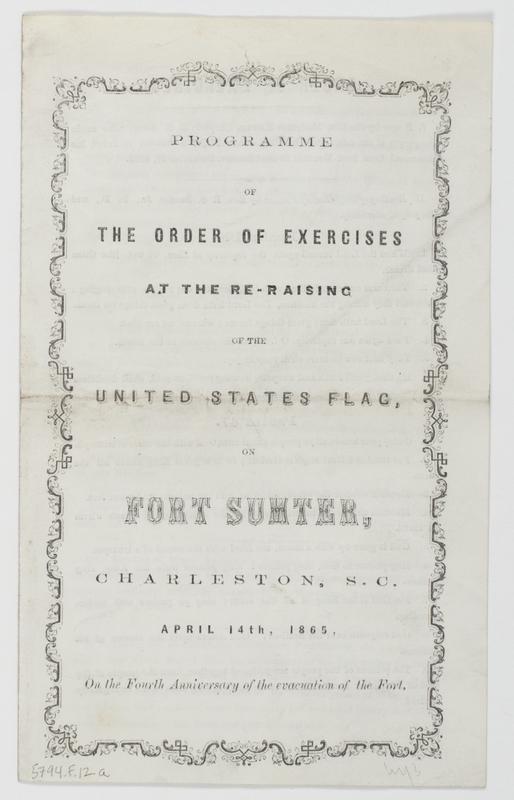 PROGRAMME
OF
THE ORDER OF EXERCISES
AT THE RE-RAISING
OF THE
UNITED STATES FLAG,
ON
FORT SUMTER,
CHARLESTON, S.C.
APRIL 14th, 1865,
On the Fourth Anniversary of the evacuation of the Fort.
5794.F.12-a